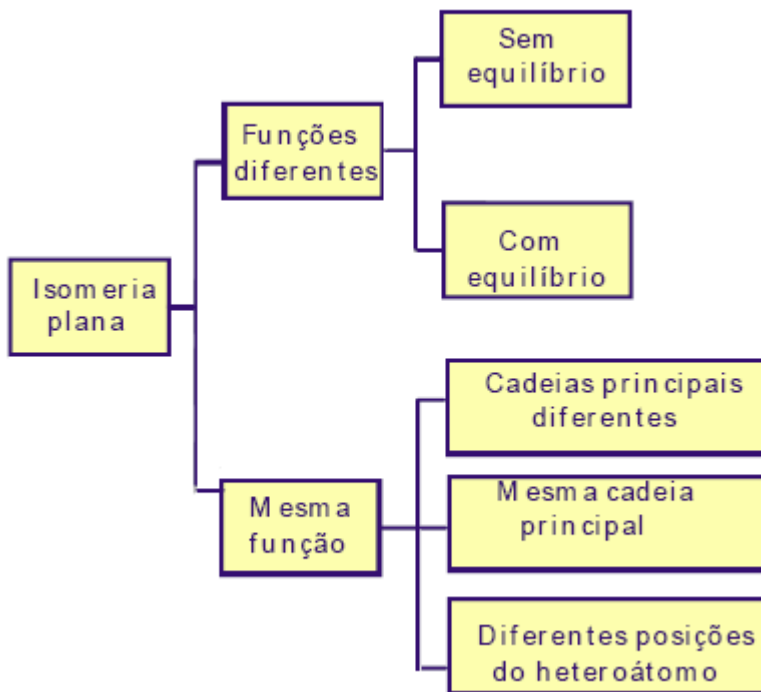 Sem
equilíbrio
Funções
diferentes
Com
equilíbrio
Isomeria
plana
Cadeias principais
diferentes
Mesma
função
Mesma cadeia
principal
Diferentes posições
do heteroátomo